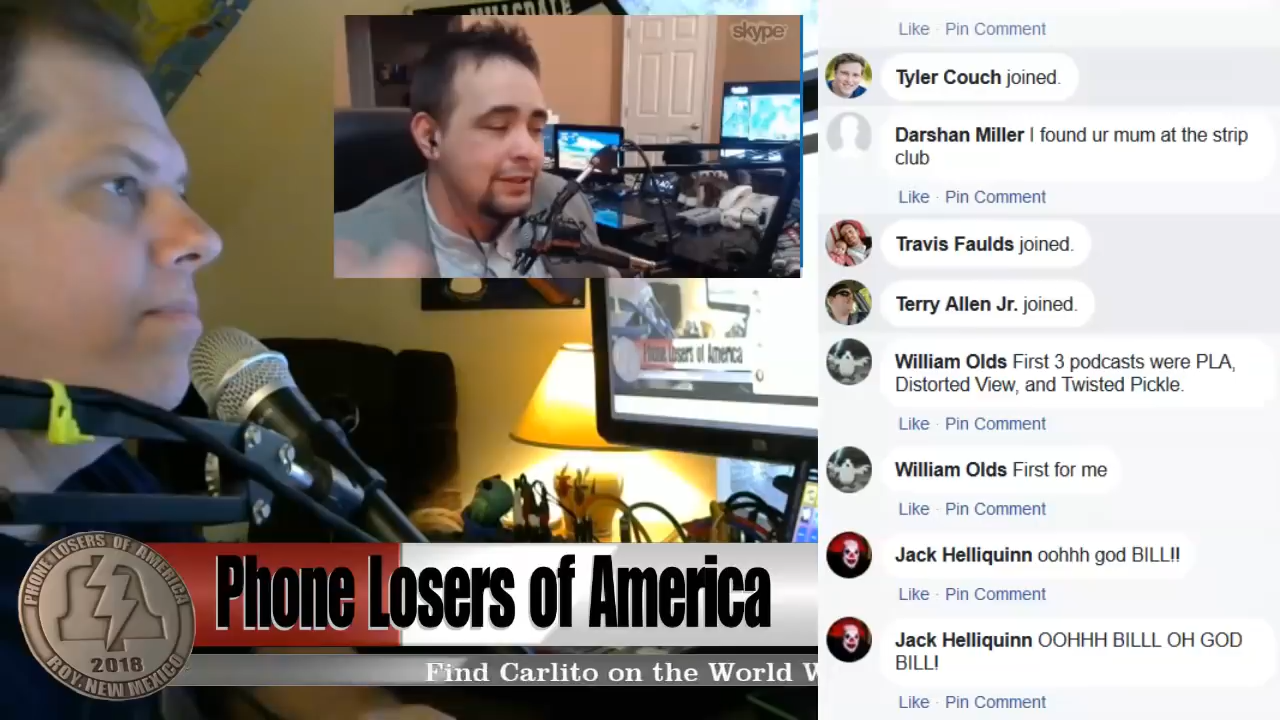 HILLSDALE
skype
Phone Losers of America
PHONE LOSERS OF AMERICA
2018
ROY, NEW MEXICO
Phone Losers of America
Find Carlito on the World W
Like · Pin Comment
Tyler Couch joined.
Darshan Miller I found ur mum at the strip
club
Like · Pin Comment
Travis Faulds joined.
Terry Allen Jr. joined.
William Olds First 3 podcasts were PLA,
Distorted View, and Twisted Pickle.
Like · Pin Comment
William Olds First for me
Like · Pin Comment
Jack Helliquinn oohhh god BILL!!
Like · Pin Comment
Jack Helliquinn OOHHH BILLL OH GOD
BILL!
Like · Pin Comment